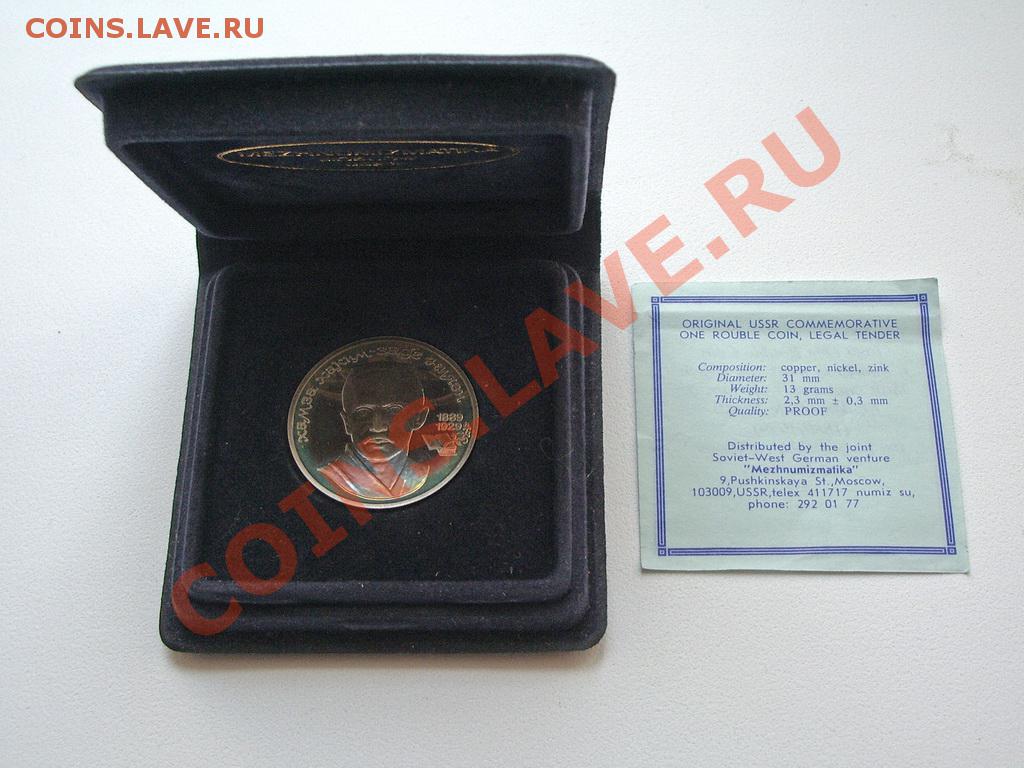 COINS.LAVE.RU
MEZHNUMIZMATIKA
1889
1929
ORIGINAL USSR COMMEMORATIVE
ONE ROUBLE COIN, LEGAL TENDER
Composition: copper, nickel, zink
Diameter: 31 mm
Weight: 13 grams
Thickness: 2,3 mm ± 0,3 mm
Quality: PROOF
Distributed by the joint
Soviet-West German venture
"Mezhnumizmatika"
9,Pushkinskaya St.,Moscow,
103009,USSR,telex 411717 numiz su,
phone: 292 01 77
COINS.LAVE.RU